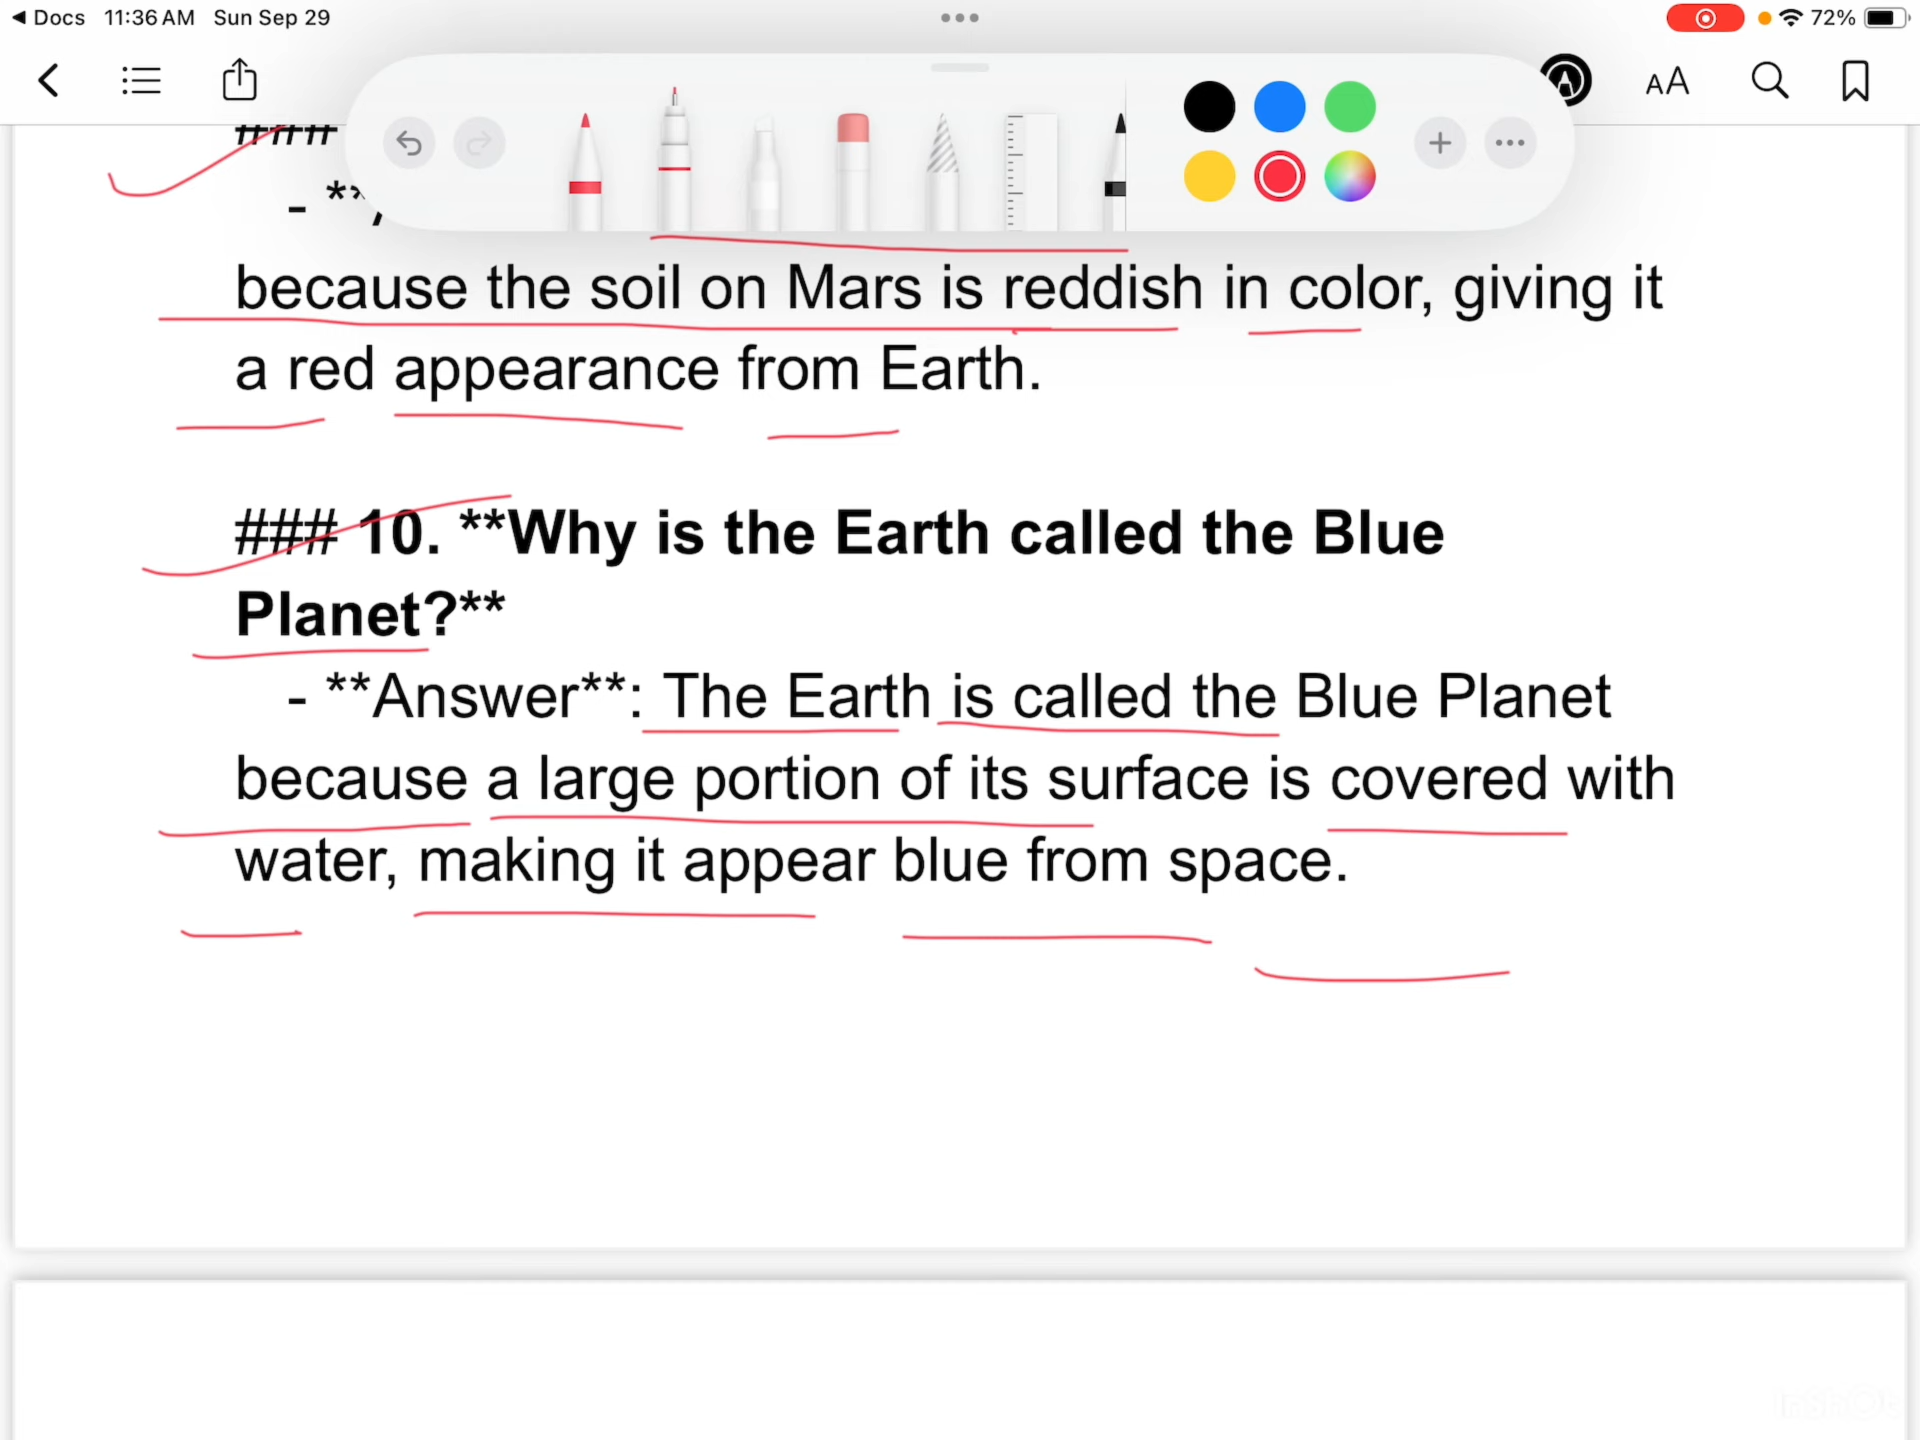 Docs 11:36 AM Sun Sep 29 72%
AA
###
- **
because the soil on Mars is reddish in color, giving it
a red appearance from Earth.
### 10. **Why is the Earth called the Blue
Planet?**
- **Answer**: The Earth is called the Blue Planet
because a large portion of its surface is covered with
water, making it appear blue from space.